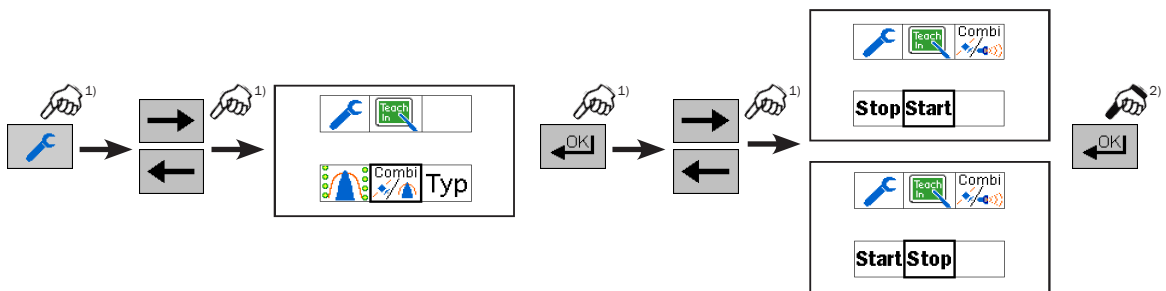 1)
1)
Teach In
Combi Typ
OK
1)
1)
Teach In Combi
Stop Start
Teach In Combi
Start Stop
OK
2)